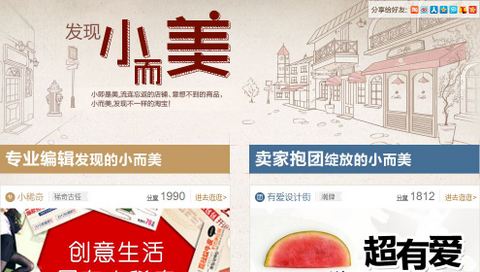 分享给好友:
发现
小而美
小即是美,流连忘返的店铺、意想不到的商品,
小而美,发现不一样的淘宝!
专业编辑发现的小而美
卖家抱团绽放的小而美
小稀奇 稀奇古怪 分享 1990 进去逛逛>
有爱设计街 潮牌 分享 1812 进去逛逛>
创意生活
超有爱